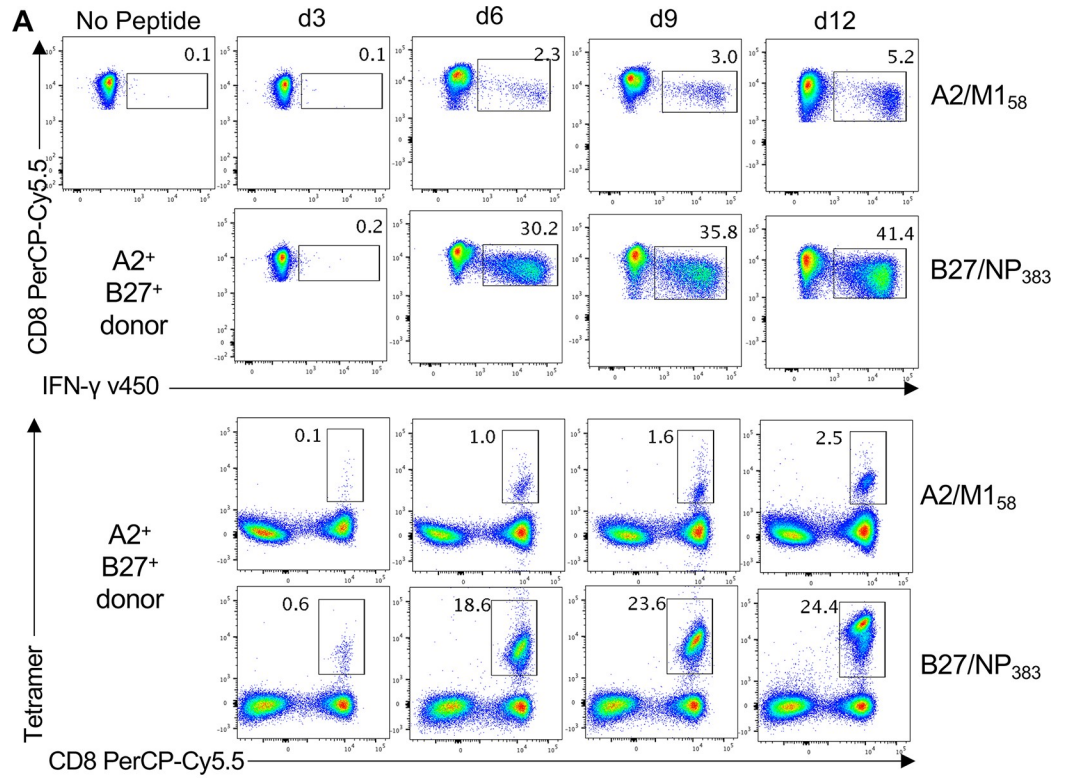 A
No Peptide d3 d6 d9 d12
0.1 0.1 2.3 3.0 5.2
A2/M1₅₈
0.2 30.2 35.8 41.4
B27/NP₃₈₃
A2⁺
B27⁺
donor
CD8 PerCP-Cy5.5
IFN-γ v450
0.1 1.0 1.6 2.5
A2/M1₅₈
A2⁺
B27⁺
donor
0.6 18.6 23.6 24.4
B27/NP₃₈₃
Tetramer
CD8 PerCP-Cy5.5